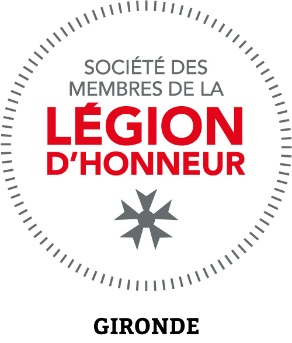 SOCIÉTÉ DES
MEMBRES DE LA
LÉGION
D'HONNEUR
GIRONDE